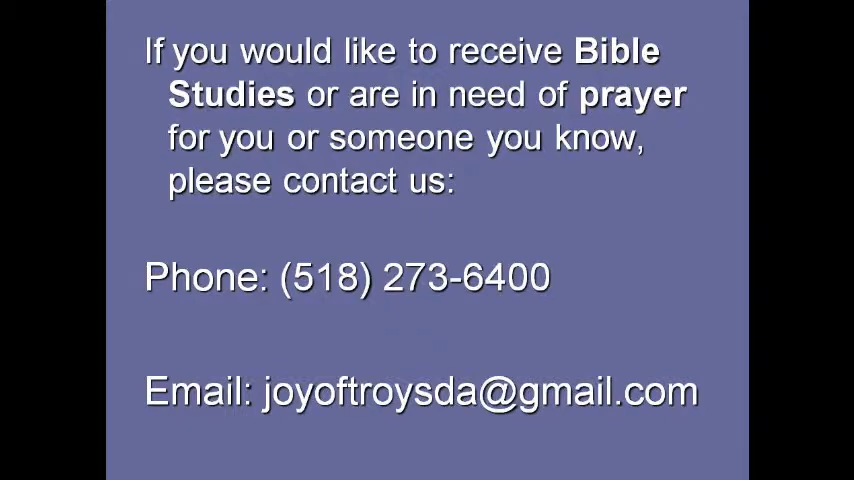 If you would like to receive Bible
Studies or are in need of prayer
for you or someone you know,
please contact us:
Phone: (518) 273-6400
Email: joyoftroysda@gmail.com